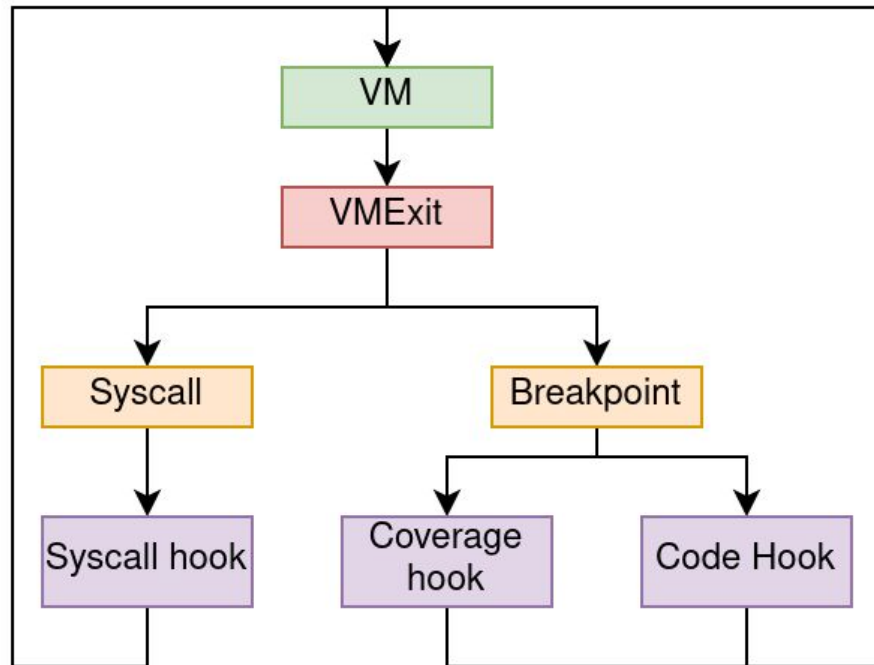 VM
VMExit
Syscall
Breakpoint
Syscall hook
Coverage
hook
Code Hook